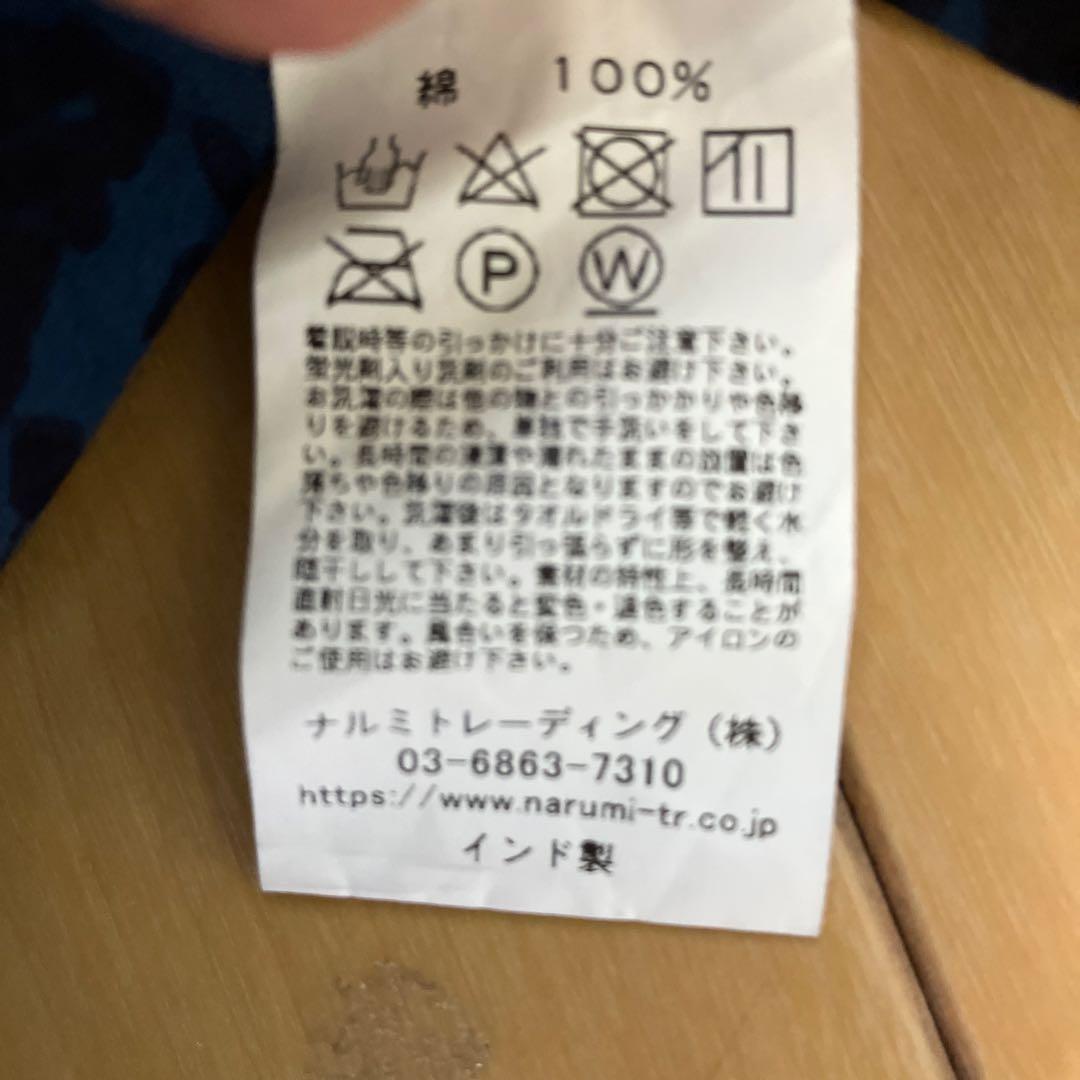 綿 100%
P W
着脱時等の引っかけに十分ご注意下さい。
蛍光剤入り洗剤のご利用はお避け下さい。
お洗濯の際は他の物との引っかかりや色移
りを避けるため、単独で手洗いをして下さ
い。長時間の浸漬や濡れたままの放置は色
落ちや色移りの原因となりますのでお避け
下さい。洗濯後はタオルドライ等で軽く水
分を取り、あまり引っ張らずに形を整え、
陰干しして下さい。素材の特性上、長時間
直射日光に当たると変色・退色することが
あります。風合いを保つため、アイロンの
ご使用はお避け下さい。
ナルミトレーディング(株)
03-6863-7310
https://www.narumi-tr.co.jp
インド製